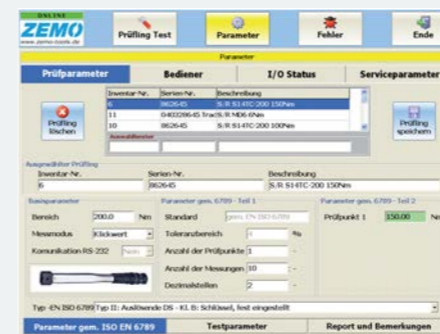 ONLINE
ZEMO
www.zemo-tools.de
Prüfling Test
Parameter
Fehler
Ende
Parameter
Prüfparameter Bediener I/O Status Serviceparameter
Inventar-Nr. Serien-Nr. Beschreibung
6 862645 S/R S14TC-200 150Nm
11 040328645 Trad S/R MD6 6Nm
10 862645 S/R S14TC-200 100Nm
Auswahlfenster
Prüfling
löschen
Prüfling
speichern
Ausgewählter Prüfling
Inventar-Nr. Serien-Nr. Beschreibung
6 862645 S/R S14TC-200 150Nm
Basisparameter Parameter gem. 6789 - Teil 1 Parameter gem. 6789 - Teil 2
Bereich 200.0 Nm Standard gem. EN ISO 6789 Prüfpunkt 1 150.00 Nm
Messmodus Klickwert Toleranzbereich 4 %
Komunikation RS-232 Nein Anzahl der Prüfpunkte 1 -
Anzahl der Messungen 10 -
Dezimalstellen 2 -
Typ -EN ISO 6789 Typ II: Auslösende DS - Kl. B: Schlüssel, fest eingestellt
Parameter gem. ISO EN 6789 Testparameter Report und Bemerkungen